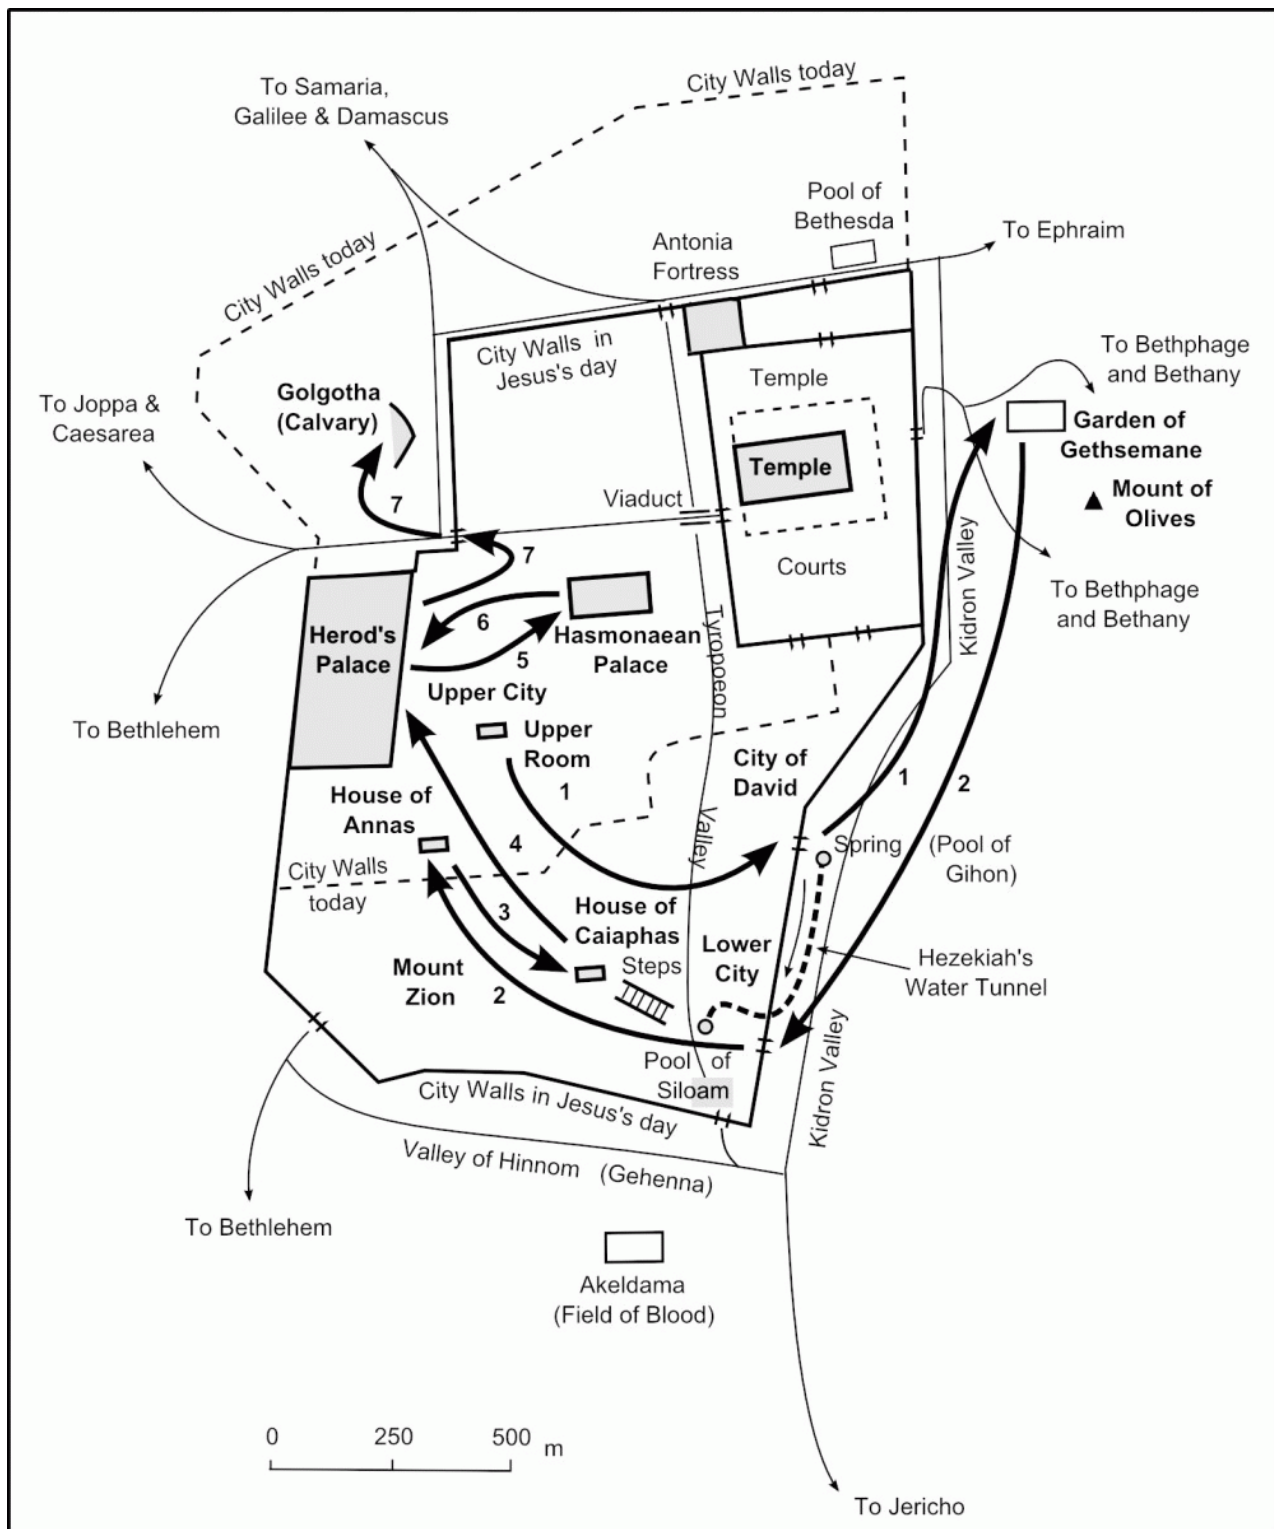 City Walls today
To Samaria,
Galilee & Damascus
Pool of
Bethesda
To Ephraim
Antonia
Fortress
City Walls today
City Walls in
Jesus's day
To Bethphage
and Bethany
Temple
Golgotha
(Calvary)
To Joppa &
Caesarea
Garden of
Gethsemane
Temple
Mount of
Olives
Viaduct
7
7
Courts
Kidron Valley
To Bethphage
and Bethany
6
Herod's
Palace
Hasmonaean
Palace
5
Tyropoeon
Valley
Upper City
To Bethlehem
Upper
Room
City of
David
1
1
2
House of
Annas
4
Spring
(Pool of
Gihon)
City Walls
today
3
House of
Caiaphas
Lower
City
Steps
Hezekiah's
Water Tunnel
Mount
Zion
2
Pool of
Siloam
Kidron Valley
City Walls in Jesus's day
Valley of Hinnom (Gehenna)
To Bethlehem
Akeldama
(Field of Blood)
0 250 500 m
To Jericho